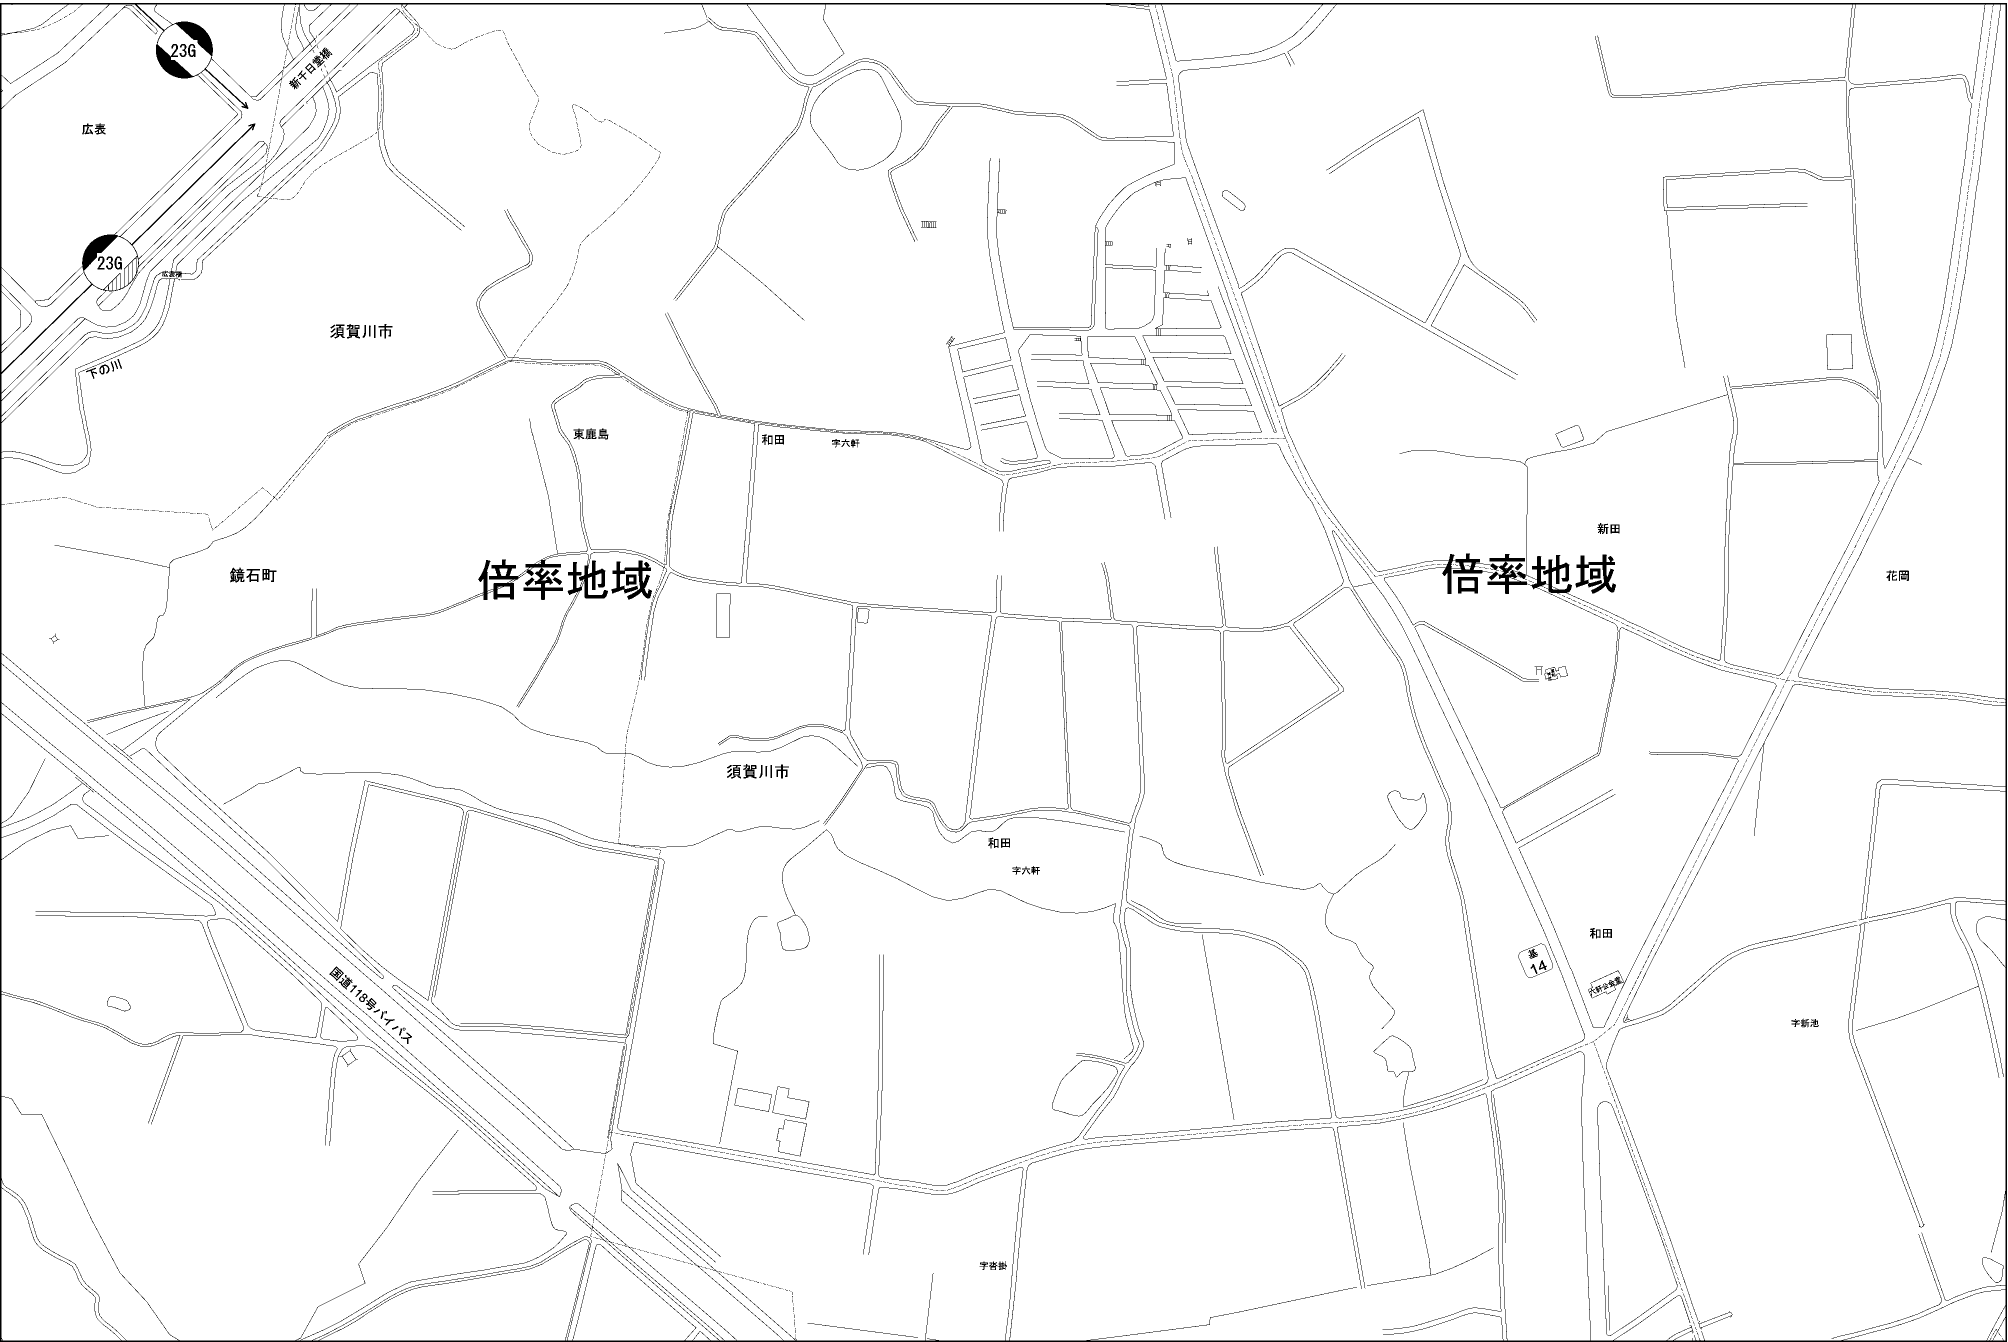 23G
新千日堂橋
広表
23G
広表橋
須賀川市
下の川
東鹿島
和田
字六軒
新田
鏡石町
倍率地域
倍率地域
花岡
須賀川市
和田
字六軒
和田
基
14
六軒公会堂
国道118号バイパス
字新池
字沓掛